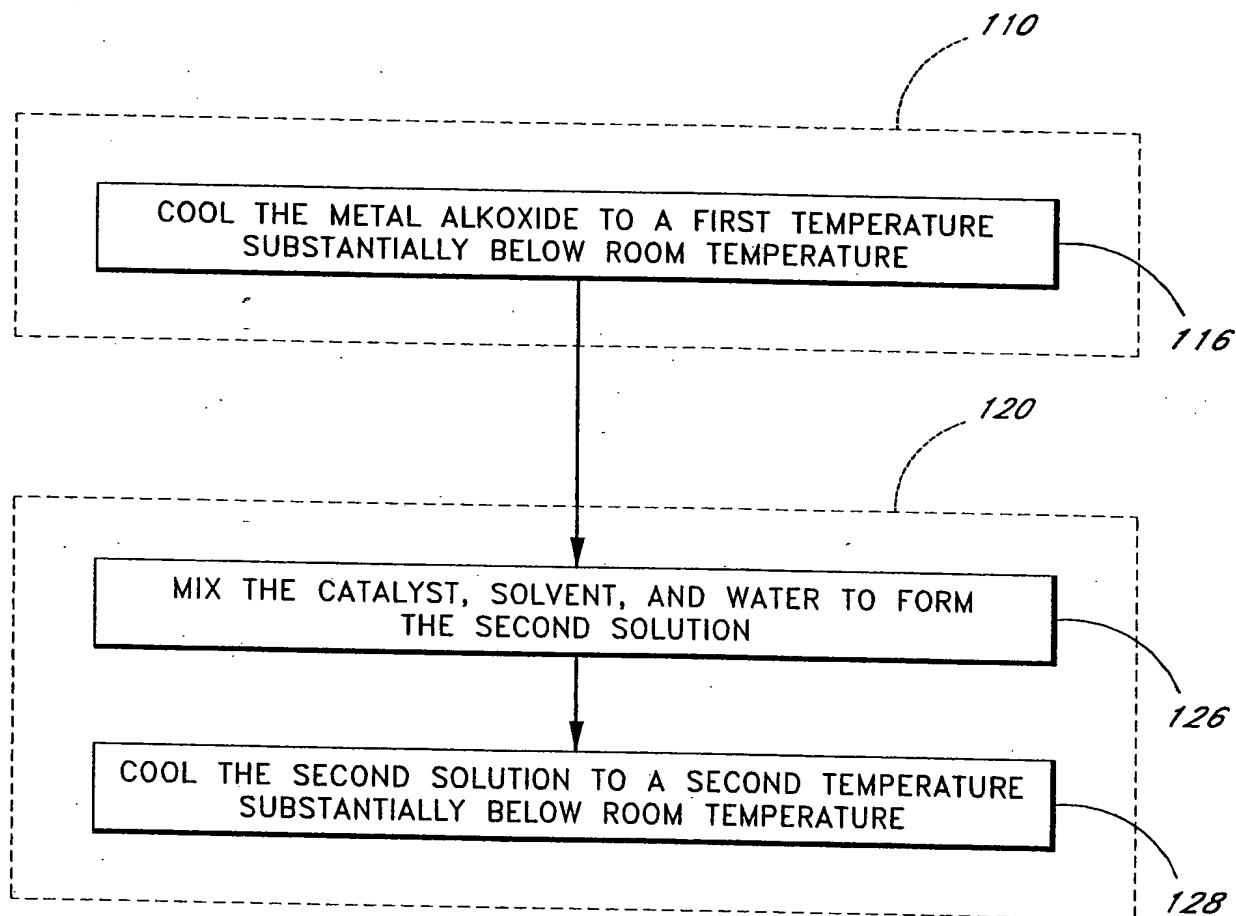 110
COOL THE METAL ALKOXIDE TO A FIRST TEMPERATURE
SUBSTANTIALLY BELOW ROOM TEMPERATURE
116
120
MIX THE CATALYST, SOLVENT, AND WATER TO FORM
THE SECOND SOLUTION
126
COOL THE SECOND SOLUTION TO A SECOND TEMPERATURE
SUBSTANTIALLY BELOW ROOM TEMPERATURE
128